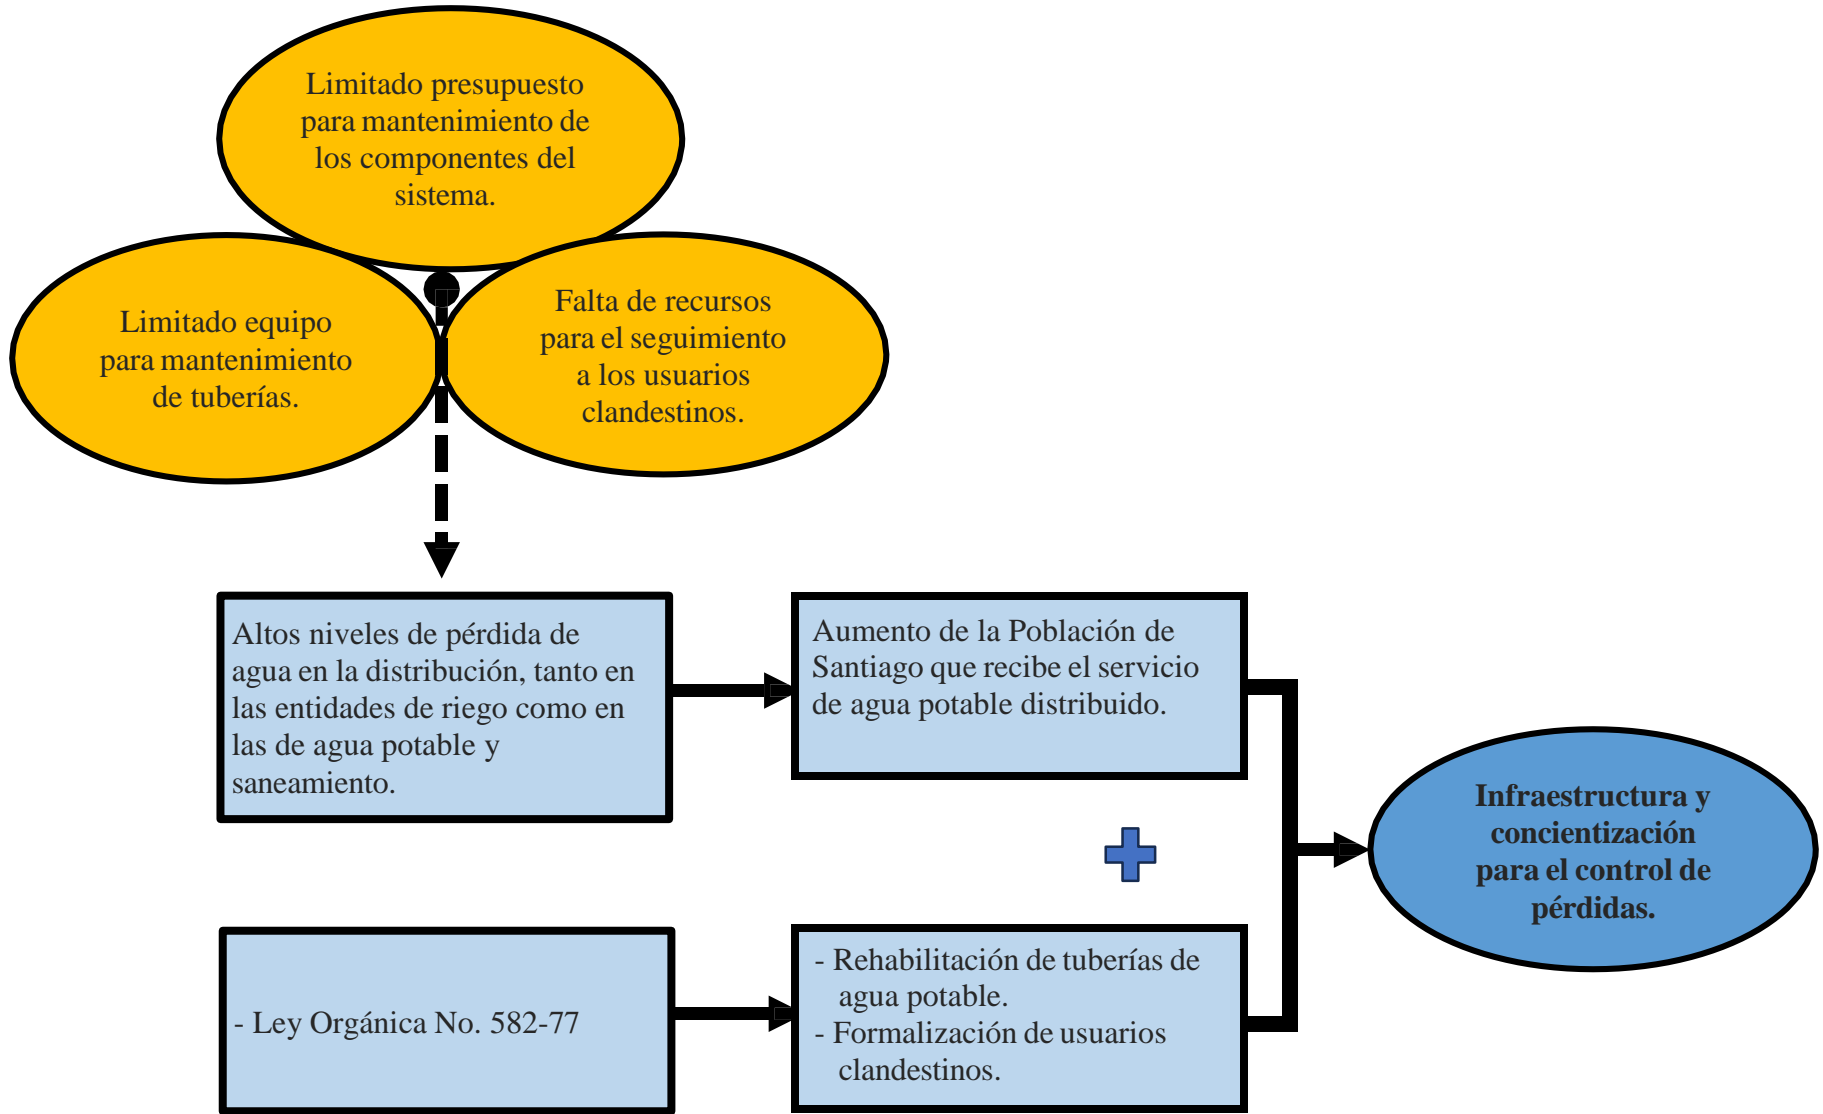 Limitado presupuesto
para mantenimiento de
los componentes del
sistema.
Limitado equipo
para mantenimiento
de tuberías.
Falta de recursos
para el seguimiento
a los usuarios
clandestinos.
Altos niveles de pérdida de
agua en la distribución, tanto en
las entidades de riego como en
las de agua potable y
saneamiento.
Aumento de la Población de
Santiago que recibe el servicio
de agua potable distribuido.
Infraestructura y
concientización
para el control de
pérdidas.
- Ley Orgánica No. 582-77
- Rehabilitación de tuberías de
agua potable.
- Formalización de usuarios
clandestinos.